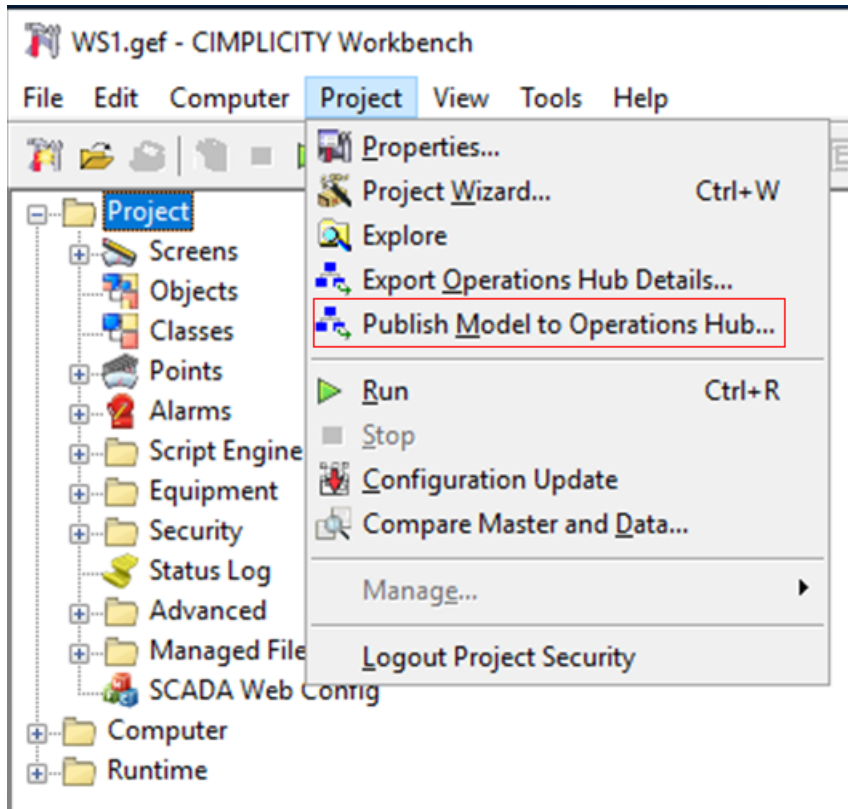 WS1.gef - CIMPLICITY Workbench
File Edit Computer Project View Tools Help
Properties...
Project Wizard... Ctrl+W
Explore
Export Operations Hub Details...
Publish Model to Operations Hub...
Run Ctrl+R
Stop
Configuration Update
Compare Master and Data...
Manage...
Logout Project Security
Project
Screens
Objects
Classes
Points
Alarms
Script Engine
Equipment
Security
Status Log
Advanced
Managed File
SCADA Web Config
Computer
Runtime